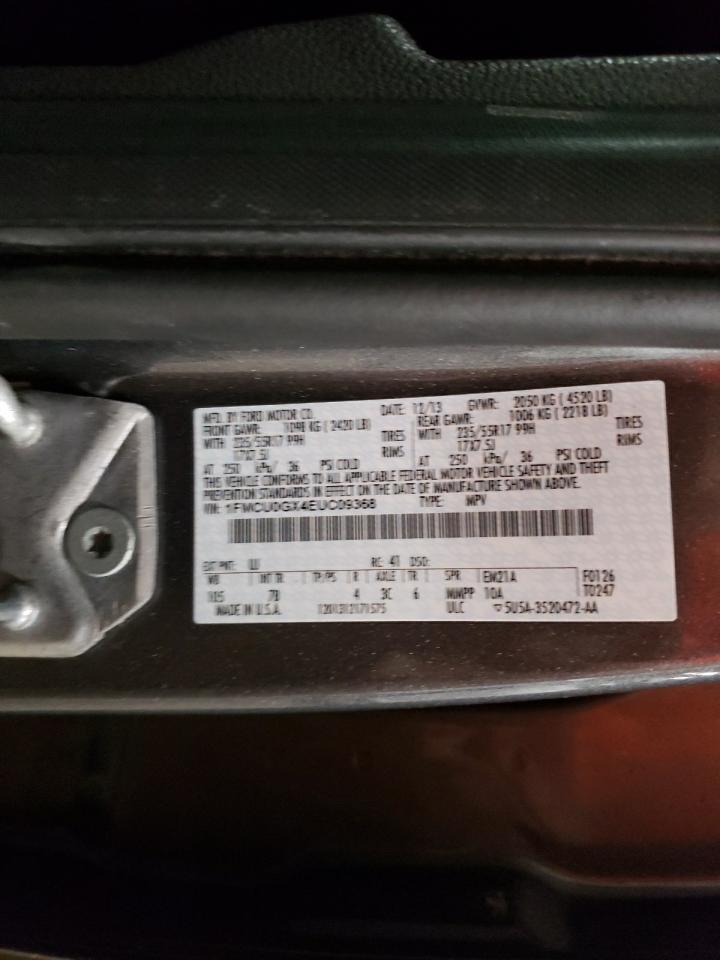 MFD. BY FORD MOTOR CO. DATE: 12/13 GVWR: 2050 KG ( 4520 LB)
FRONT GAWR: 1098 KG ( 2420 LB) REAR GAWR: 1006 KG ( 2218 LB)
WITH 235/55R17 99H TIRES WITH 235/55R17 99H TIRES
17X7.5J RIMS 17X7.5J RIMS
AT 250 kPa/ 36 PSI COLD AT 250 kPa/ 36 PSI COLD
THIS VEHICLE CONFORMS TO ALL APPLICABLE FEDERAL MOTOR VEHICLE SAFETY AND THEFT
PREVENTION STANDARDS IN EFFECT ON THE DATE OF MANUFACTURE SHOWN ABOVE.
VIN: 1FMCU0GX4EUC09368 TYPE: MPV
EXT PNT: UJ RC: 41 DSO:
WB INT TR TP/PS R AXLE TR SPR EM21A F0126
105 7B 4 3C 6 MMPP 10A T0247
MADE IN U.S.A. 1201312171575 ULC ▽5U5A-3520472-AA